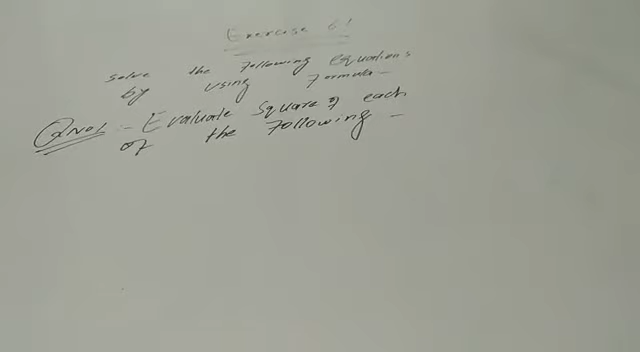 Exercise 6.1
Solve the following equations
by using formula -
Q No1 :- Evaluate Square of each
of the following -